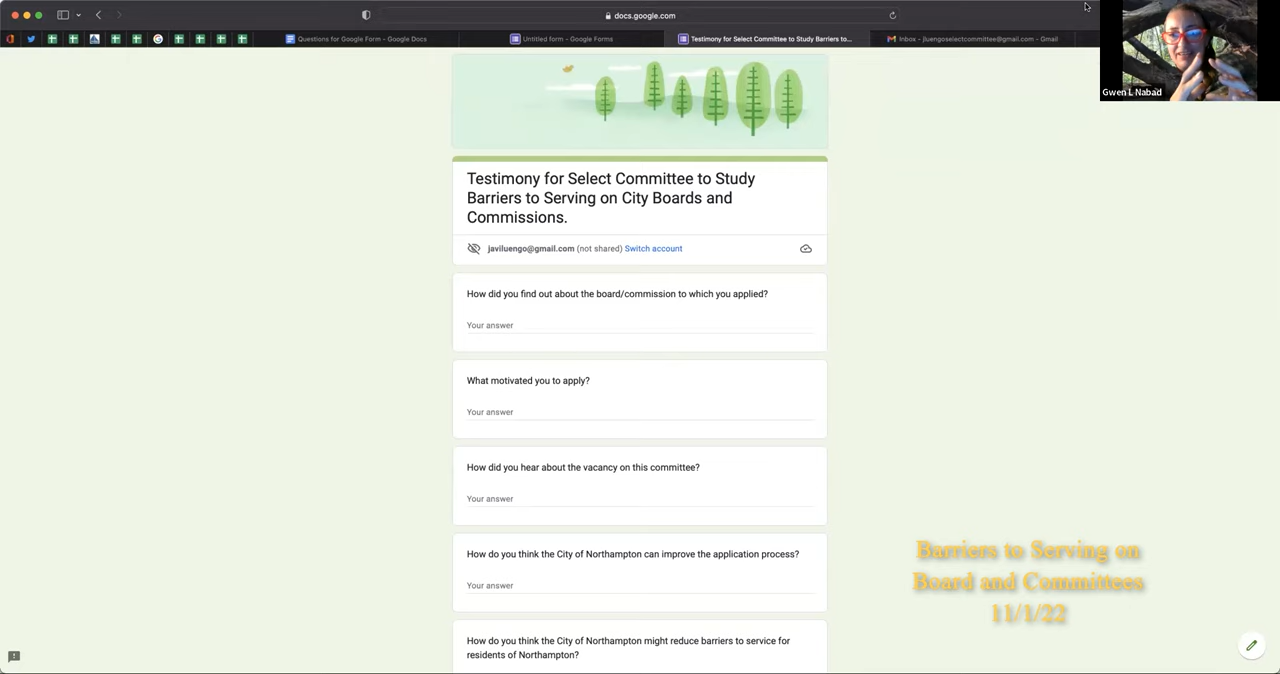 docs.google.com
Questions for Google Form - Google Docs
Untitled form - Google Forms
Testimony for Select Committee to Study Barriers to...
Inbox - jluengoselectcommittee@gmail.com - Gmail
Gwen L Nabad
Testimony for Select Committee to Study
Barriers to Serving on City Boards and
Commissions.
javiluengo@gmail.com (not shared) Switch account
How did you find out about the board/commission to which you applied?
Your answer
What motivated you to apply?
Your answer
How did you hear about the vacancy on this committee?
Your answer
How do you think the City of Northampton can improve the application process?
Your answer
How do you think the City of Northampton might reduce barriers to service for
residents of Northampton?
Barriers to Serving on
Board and Committees
11/1/22